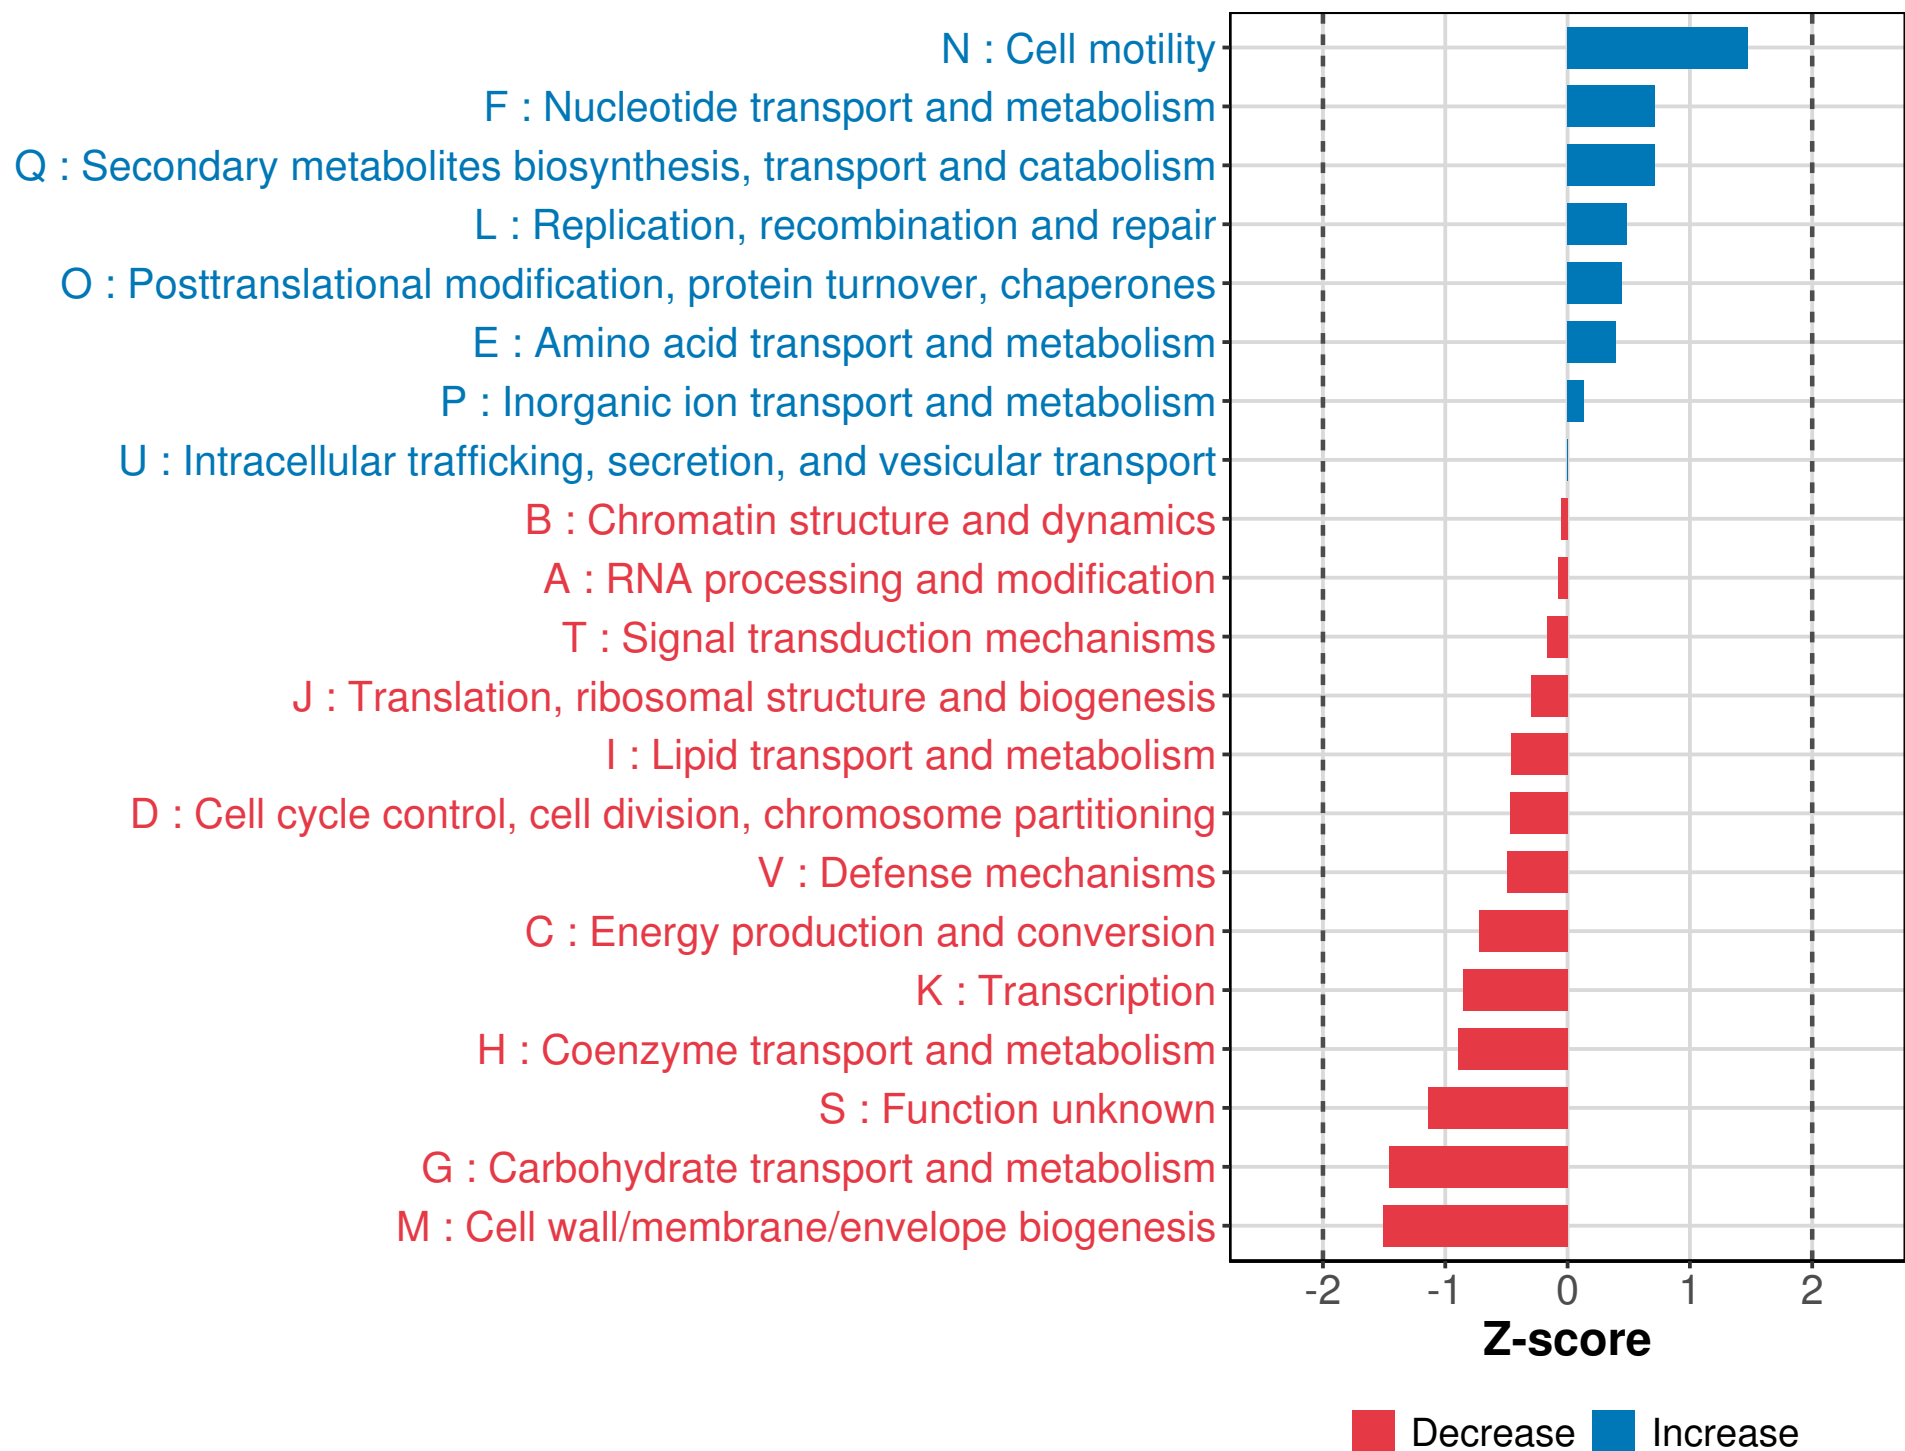 N : Cell motility
F : Nucleotide transport and metabolism
Q : Secondary metabolites biosynthesis, transport and catabolism
L : Replication, recombination and repair
O : Posttranslational modification, protein turnover, chaperones
E : Amino acid transport and metabolism
P : Inorganic ion transport and metabolism
U : Intracellular trafficking, secretion, and vesicular transport
B : Chromatin structure and dynamics
A : RNA processing and modification
T : Signal transduction mechanisms
J : Translation, ribosomal structure and biogenesis
I : Lipid transport and metabolism
D : Cell cycle control, cell division, chromosome partitioning
V : Defense mechanisms
C : Energy production and conversion
K : Transcription
H : Coenzyme transport and metabolism
S : Function unknown
G : Carbohydrate transport and metabolism
M : Cell wall/membrane/envelope biogenesis
-2 -1 0 1 2
Z-score
Decrease Increase